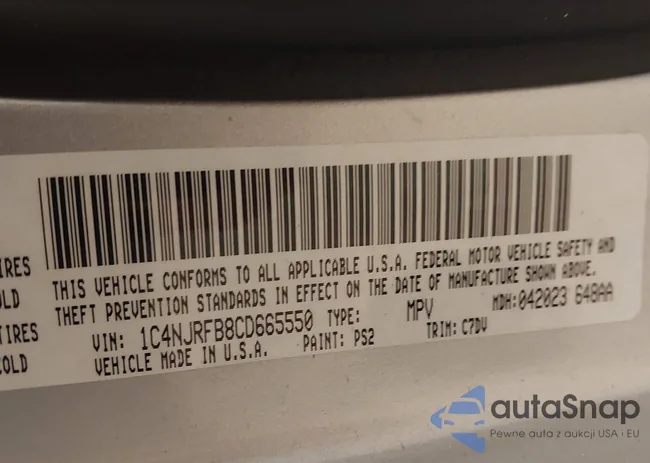 IRES
OLD
THIS VEHICLE CONFORMS TO ALL APPLICABLE U.S.A. FEDERAL MOTOR VEHICLE SAFETY AND
THEFT PREVENTION STANDARDS IN EFFECT ON THE DATE OF MANUFACTURE SHOWN ABOVE.
IRES
COLD
VIN: 1C4NJRFB8CD665550 TYPE: MPV MDH: 042023 648AA
VEHICLE MADE IN U.S.A. PAINT: PS2 TRIM: C7DV
autaSnap
Pewne auta z aukcji USA · EU